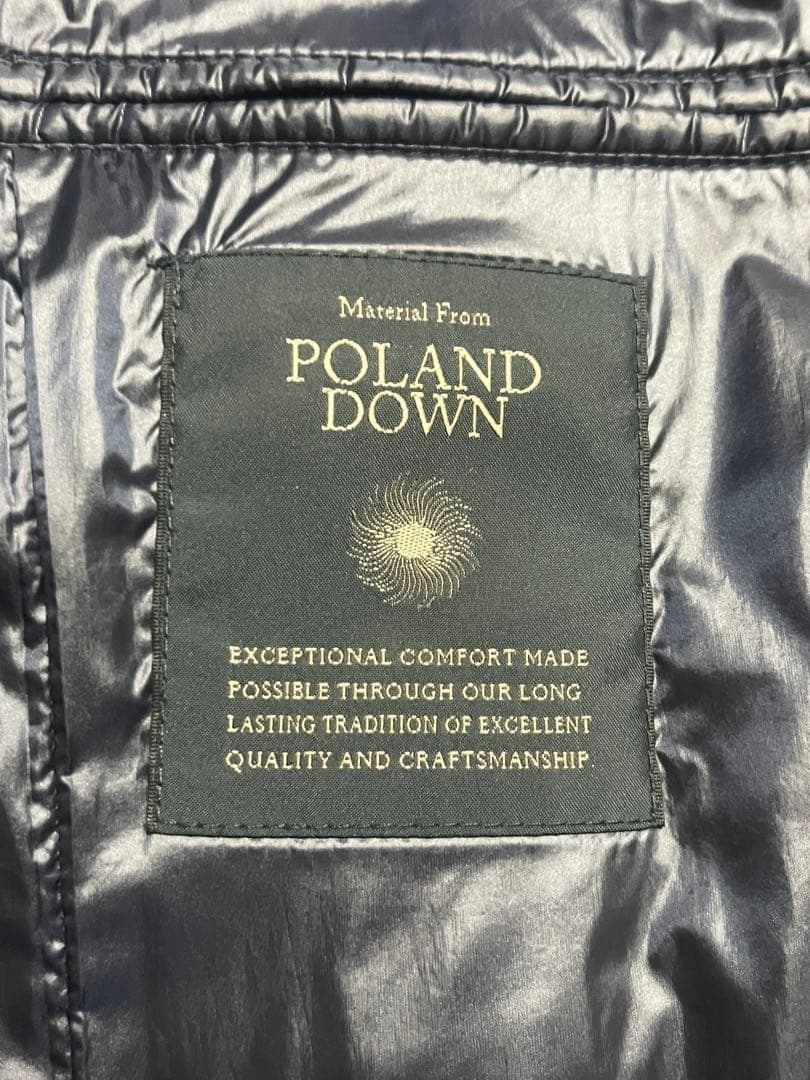 Material From
POLAND
DOWN
EXCEPTIONAL COMFORT MADE
POSSIBLE THROUGH OUR LONG
LASTING TRADITION OF EXCELLENT
QUALITY AND CRAFTSMANSHIP.